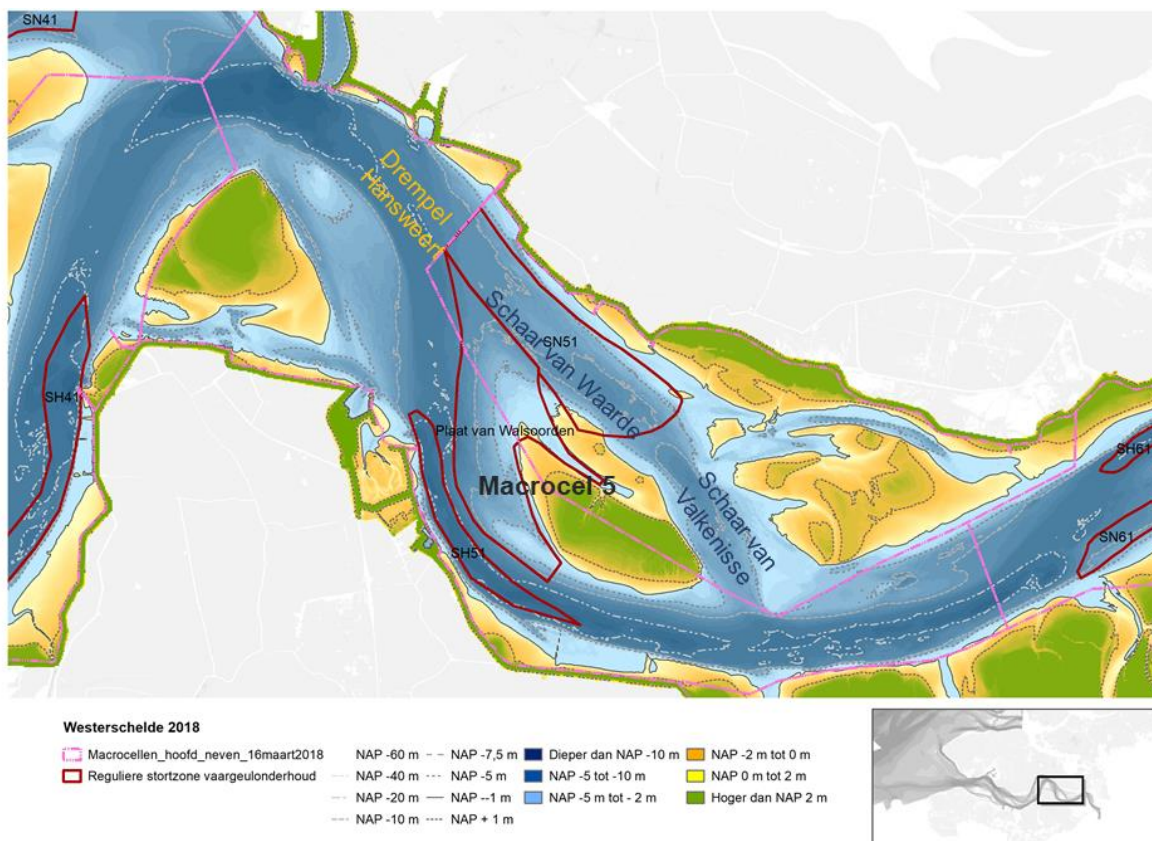 SN41
Drempel
Hansweert
Schaar van Waarde
SN51
SH41
Plaat van Walsoorden
Macrocel 5
Schaar van
Valkenisse
SH61
SN61
SH51
Westerschelde 2018
Macrocellen_hoofd_neven_16maart2018
Reguliere stortzone vaargeulonderhoud
NAP -60 m
NAP -40 m
NAP -20 m
NAP -10 m
NAP -7,5 m
NAP -5 m
NAP --1 m
NAP + 1 m
Dieper dan NAP -10 m
NAP -5 tot -10 m
NAP -5 m tot - 2 m
NAP -2 m tot 0 m
NAP 0 m tot 2 m
Hoger dan NAP 2 m